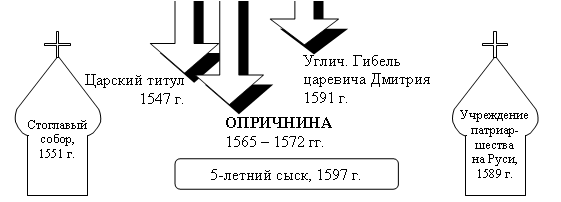 Царский титул
1547 г.
Углич. Гибель
царевича Дмитрия
1591 г.
Стоглавый
собор,
1551 г.
ОПРИЧНИНА
1565 – 1572 гг.
Учреждение
патриар-
шества
на Руси,
1589 г.
5-летний сыск, 1597 г.